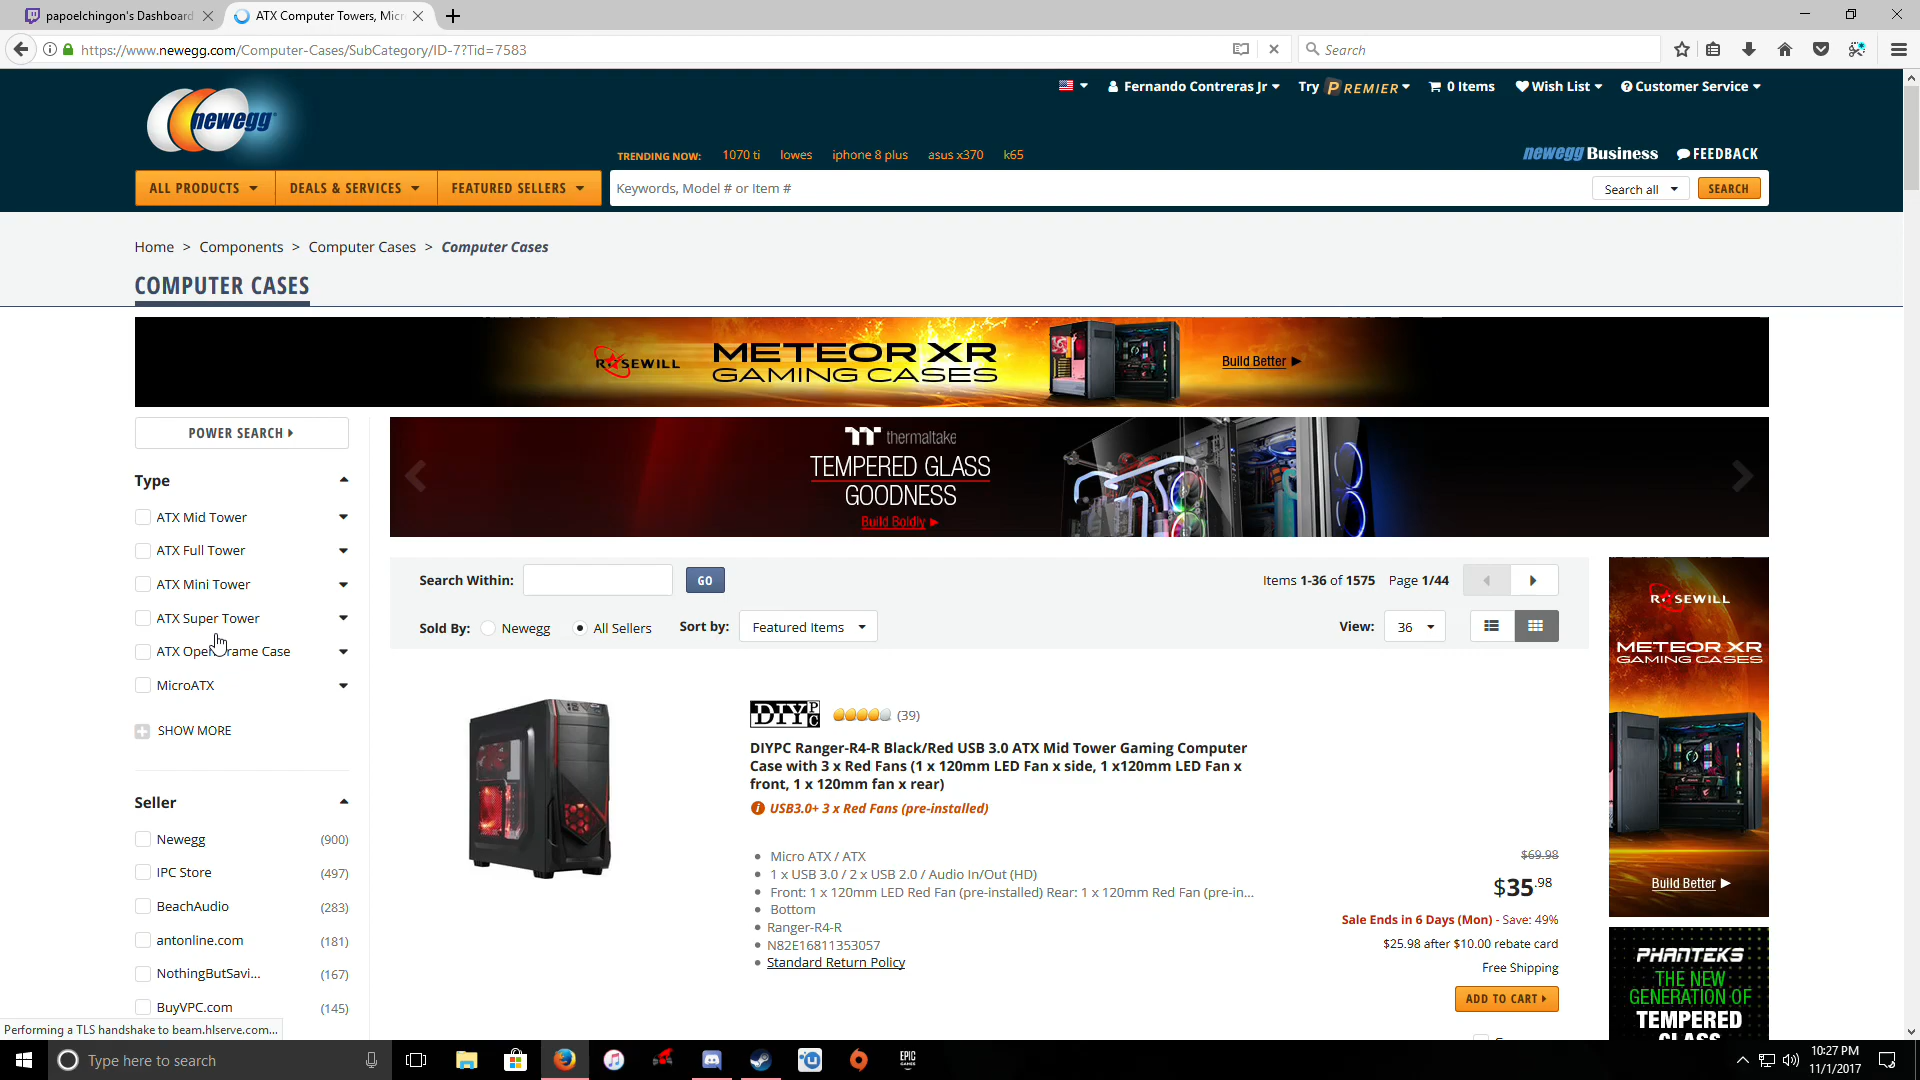 papoelchingon's Dashboard
ATX Computer Towers, Micr
https://www.newegg.com/Computer-Cases/SubCategory/ID-7?Tid=7583
Search
Fernando Contreras Jr
Try PREMIER
0 Items
Wish List
Customer Service
newegg
TRENDING NOW: 1070 ti lowes iphone 8 plus asus x370 k65
newegg Business
FEEDBACK
ALL PRODUCTS
DEALS & SERVICES
FEATURED SELLERS
Keywords, Model # or Item #
Search all
SEARCH
Home > Components > Computer Cases > Computer Cases
COMPUTER CASES
ROSEWILL
METEOR XR
GAMING CASES
Build Better
POWER SEARCH
Type
ATX Mid Tower
ATX Full Tower
ATX Mini Tower
ATX Super Tower
ATX Open Frame Case
MicroATX
SHOW MORE
Seller
Newegg (900)
IPC Store (497)
BeachAudio (283)
antonline.com (181)
NothingButSavi... (167)
BuyVPC.com (145)
thermaltake
TEMPERED GLASS
GOODNESS
Build Boldly
Search Within:
GO
Items 1-36 of 1575 Page 1/44
Sold By: Newegg All Sellers
Sort by: Featured Items
View: 36
DIYPC
(39)
DIYPC Ranger-R4-R Black/Red USB 3.0 ATX Mid Tower Gaming Computer
Case with 3 x Red Fans (1 x 120mm LED Fan x side, 1 x120mm LED Fan x
front, 1 x 120mm fan x rear)
USB3.0+ 3 x Red Fans (pre-installed)
Micro ATX / ATX
1 x USB 3.0 / 2 x USB 2.0 / Audio In/Out (HD)
Front: 1 x 120mm LED Red Fan (pre-installed) Rear: 1 x 120mm Red Fan (pre-in...
Bottom
Ranger-R4-R
N82E16811353057
Standard Return Policy
$69.98
$35.98
Sale Ends in 6 Days (Mon) - Save: 49%
$25.98 after $10.00 rebate card
Free Shipping
ADD TO CART
ROSEWILL
METEOR XR
GAMING CASES
Build Better
PHANTEKS
THE NEW
GENERATION OF
TEMPERED
GLASS
Performing a TLS handshake to beam.hlserve.com...
Type here to search
EPIC
GAMES
10:27 PM
11/1/2017